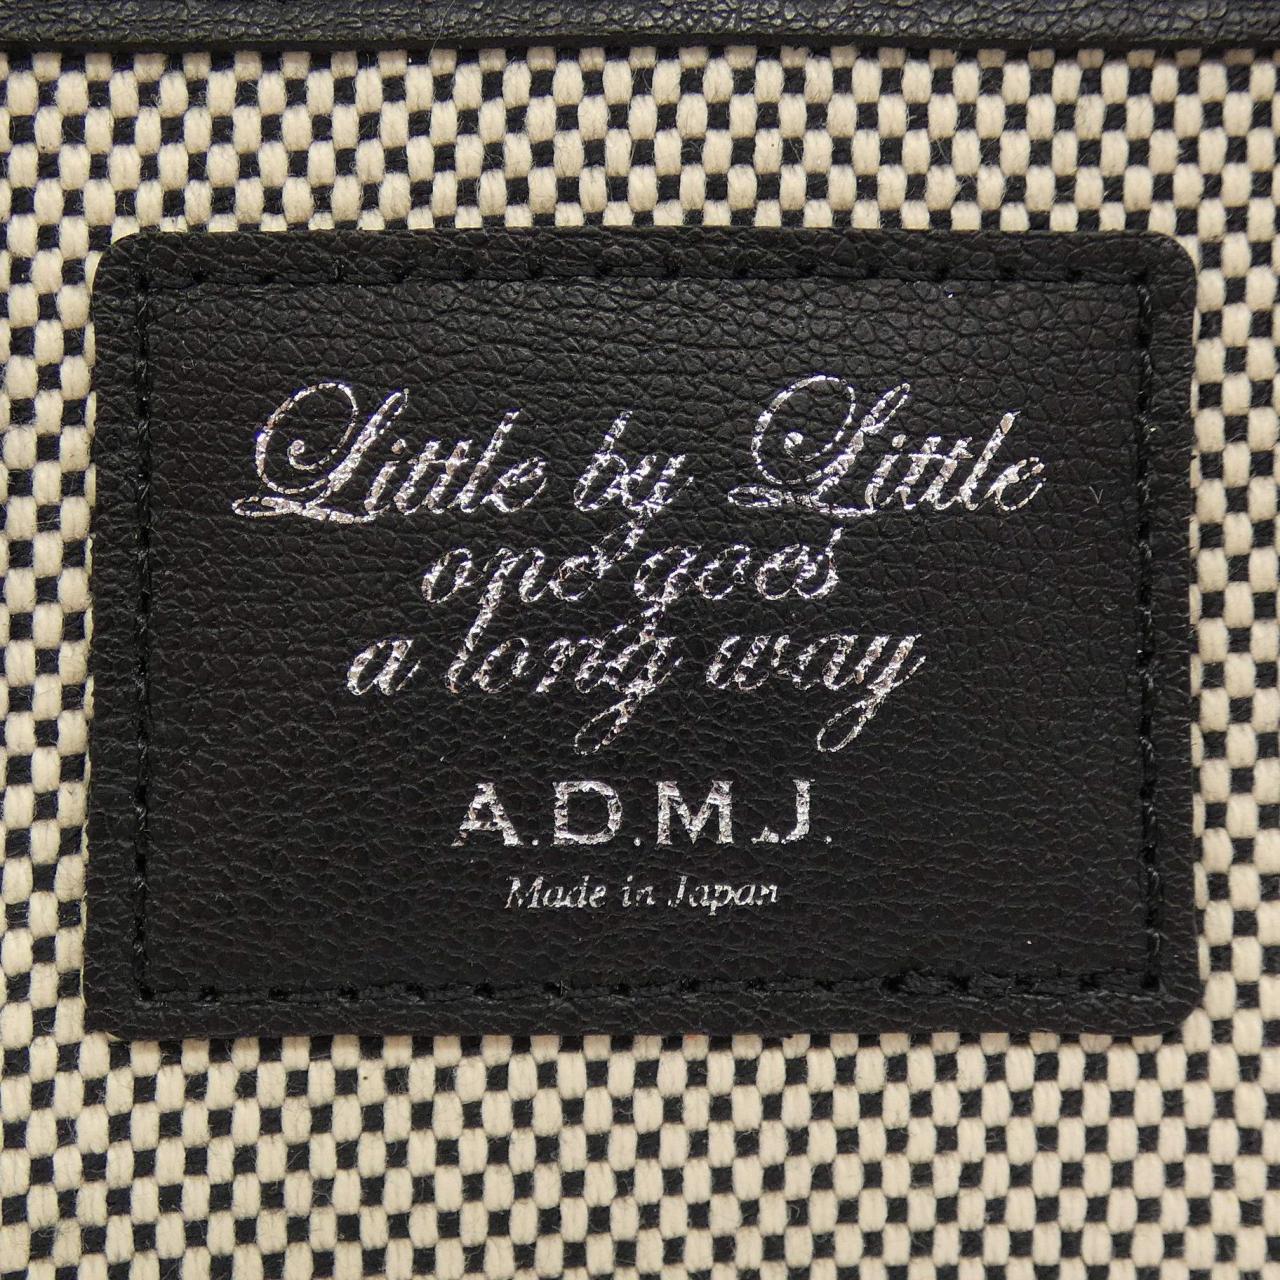 Little by Little
one goes
a long way
A.D.M.J.
Made in Japan